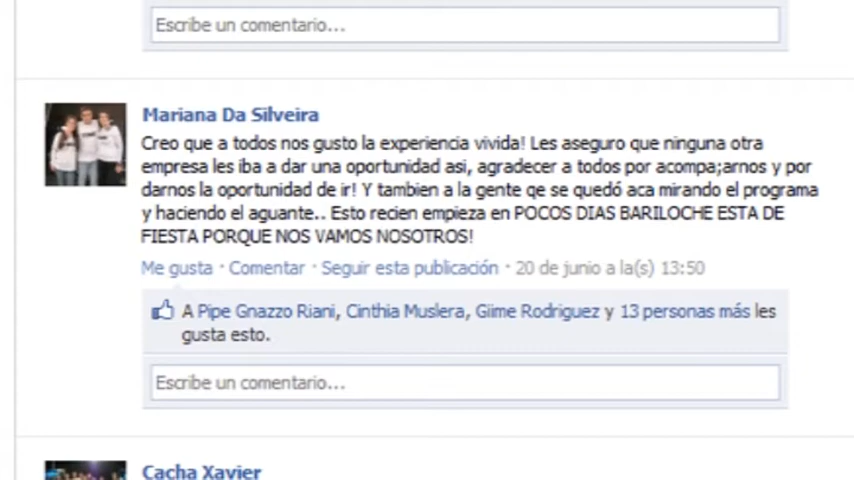 Escribe un comentario...
Mariana Da Silveira
Creo que a todos nos gusto la experiencia vivida! Les aseguro que ninguna otra
empresa les iba a dar una oportunidad asi, agradecer a todos por acompa;arnos y por
darnos la oportunidad de ir! Y tambien a la gente qe se quedó aca mirando el programa
y haciendo el aguante.. Esto recien empieza en POCOS DIAS BARILOCHE ESTA DE
FIESTA PORQUE NOS VAMOS NOSOTROS!
Me gusta · Comentar · Seguir esta publicación · 20 de junio a la(s) 13:50
A Pipe Gnazzo Riani, Cinthia Muslera, Giime Rodriguez y 13 personas más les
gusta esto.
Escribe un comentario...
Cacha Xavier